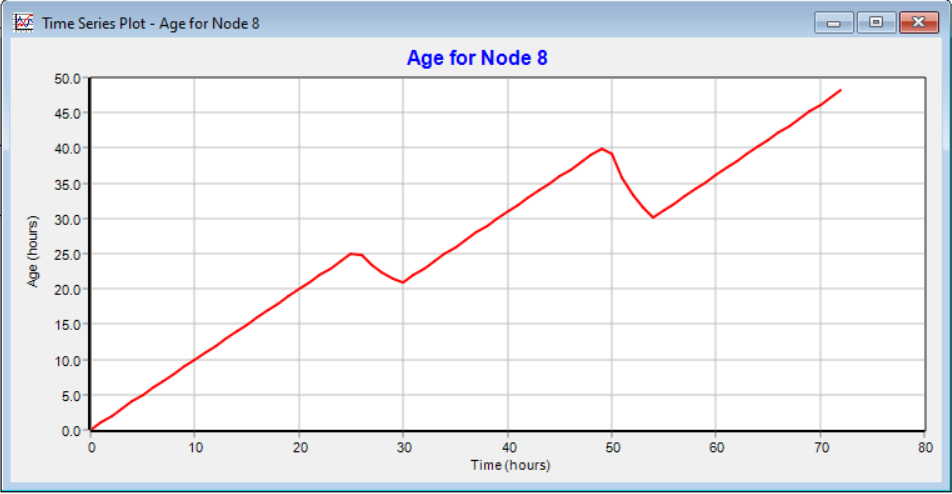 Time Series Plot - Age for Node 8
Age for Node 8
50.0
45.0
40.0
35.0
30.0
25.0
20.0
15.0
10.0
5.0
0.0
Age (hours)
0 10 20 30 40 50 60 70 80
Time (hours)